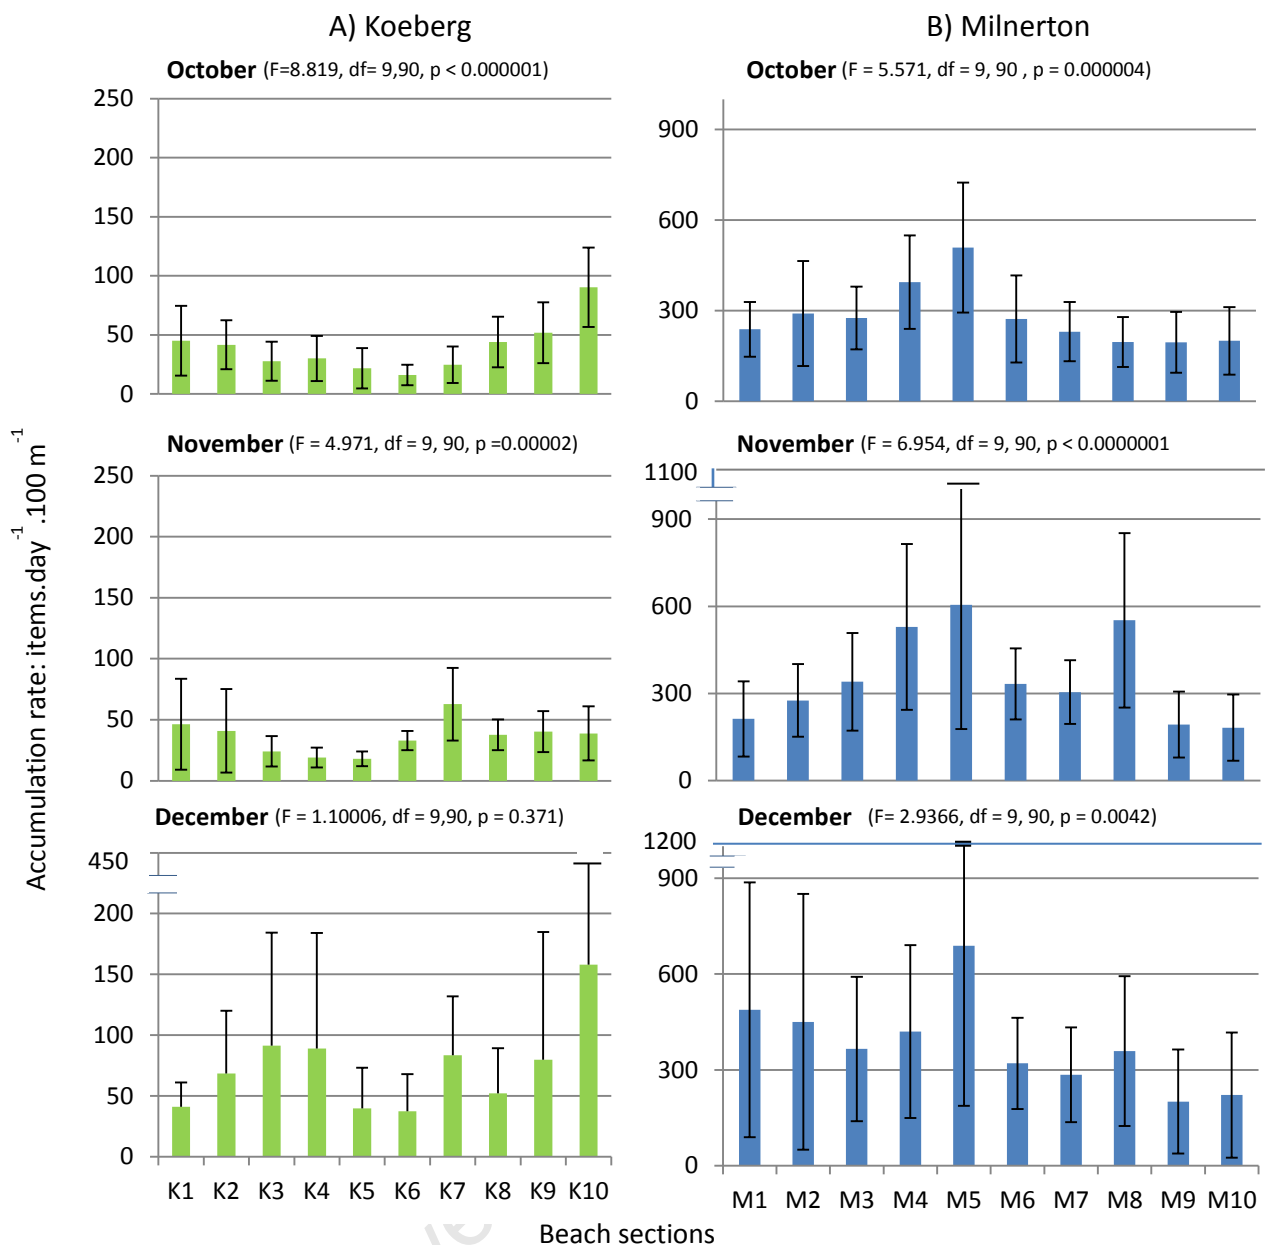 A) Koeberg
B) Milnerton
October (F=8.819, df= 9,90, p < 0.000001)
250
200
150
100
50
0
October (F = 5.571, df = 9, 90 , p = 0.000004)
900
600
300
0
Accumulation rate: items.day-1 .100 m-1
November (F = 4.971, df = 9, 90, p =0.00002)
250
200
150
100
50
0
November (F = 6.954, df = 9, 90, p < 0.0000001
1100
900
600
300
0
December (F = 1.10006, df = 9,90, p = 0.371)
450
200
150
100
50
0
K1 K2 K3 K4 K5 K6 K7 K8 K9 K10
December (F= 2.9366, df = 9, 90, p = 0.0042)
1200
900
600
300
0
M1 M2 M3 M4 M5 M6 M7 M8 M9 M10
Beach sections